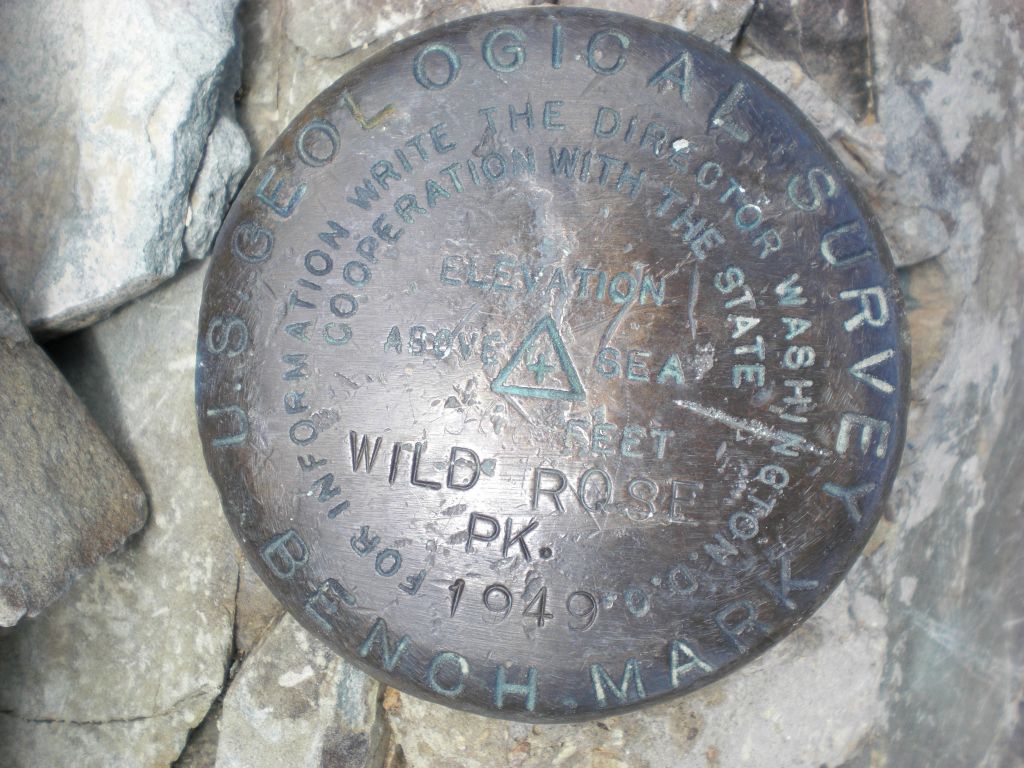 U.S. GEOLOGICAL SURVEY
BENCH MARK
FOR INFORMATION WRITE THE DIRECTOR WASHINGTON, D.C.
COOPERATION WITH THE STATE
ELEVATION
ABOVE 4 SEA
FEET
WILD ROSE
PK.
1949